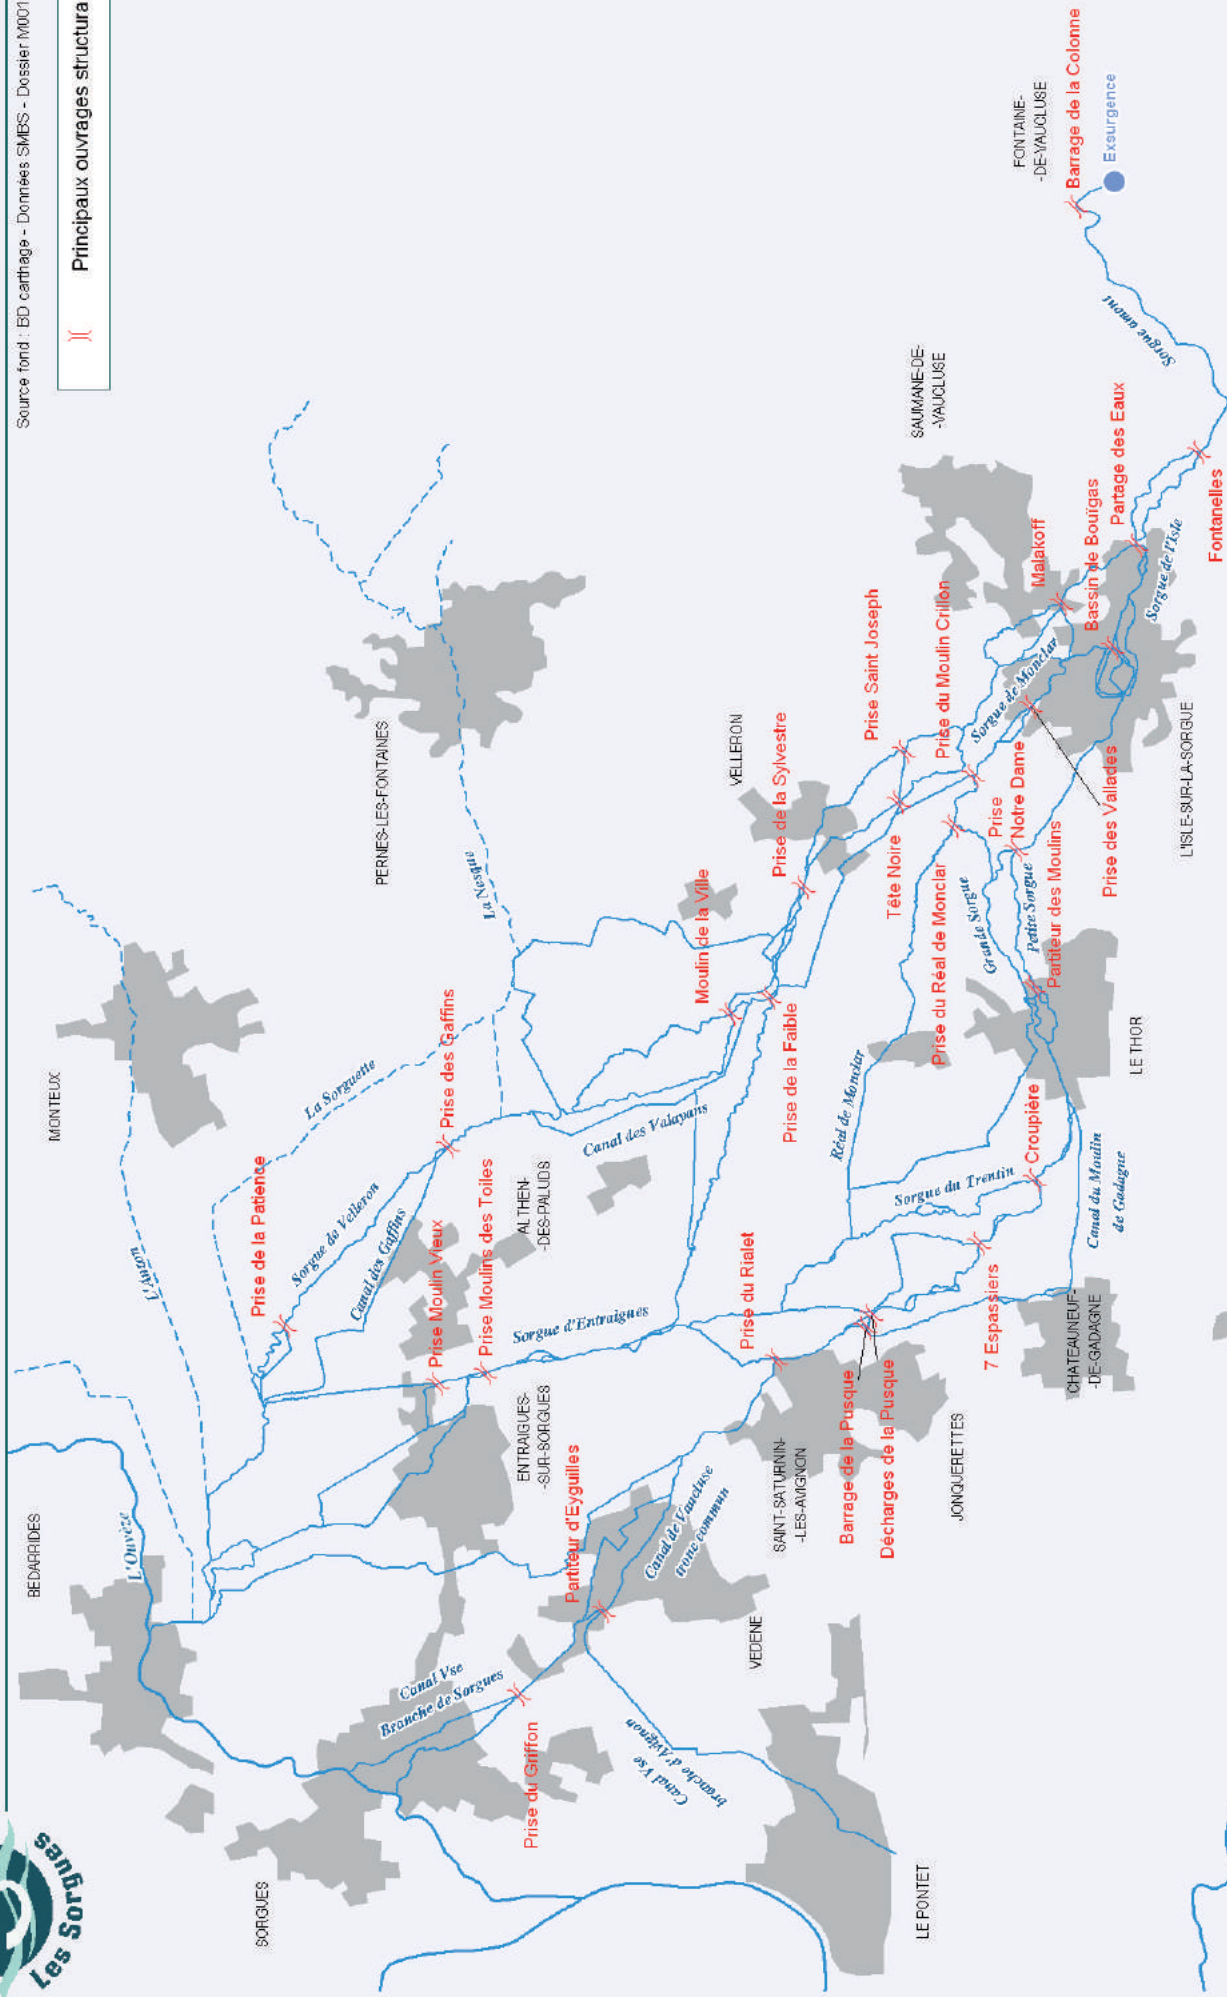 Les Sorgues
Source fond : BD carthage - Données SMBS - Dossier M001
Principaux ouvrages structura
BEDARRIDES
MONTEUX
L'Ouvèze
L'Auzon
La Sorguette
Prise de la Patience
Sorgue de Velleron
Canal des Gaffins
Prise des Gaffins
PERNES-LES-FONTAINES
La Nesque
SORGUES
Canal Vse
Branche de Sorgues
Prise Moulin Vieux
Prise Moulins des Toiles
ALTHEN-
-DES-PALUDS
ENTRAIGUES-
-SUR-SORGUES
Sorgue d'Entraigues
Canal des Valayans
Prise du Griffon
Partiteur d'Eyguilles
Canal Vse
branche d'Avignon
Canal de Vaucluse
tronc commun
VEDENE
Moulin de la Ville
VELLERON
Prise de la Sylvestre
Prise de la Faible
Prise du Rialet
SAINT-SATURNIN-
-LES-AVIGNON
Barrage de la Pusque
Décharges de la Pusque
Réal de Monclar
Prise Saint Joseph
Tête Noire
SAUMANE-DE-
-VAUCLUSE
Prise du Moulin Crillon
Prise du Réal de Monclar
Sorgue du Trentin
LE PONTET
JONQUERETTES
7 Espassiers
Grande Sorgue
Sorgue de Monclar
Prise
Notre Dame
Petite Sorgue
Malakoff
Croupière
Partiteur des Moulins
FONTAINE-
-DE-VAUCLUSE
Barrage de la Colonne
Exsurgence
Sorgue amont
CHATEAUNEUF-
-DE-GADAGNE
Canal du Moulin
de Gadagne
LE THOR
Bassin de Bouïgas
Partage des Eaux
Prise des Vallades
Sorgue de l'Isle
L'ISLE-SUR-LA-SORGUE
Fontanelles